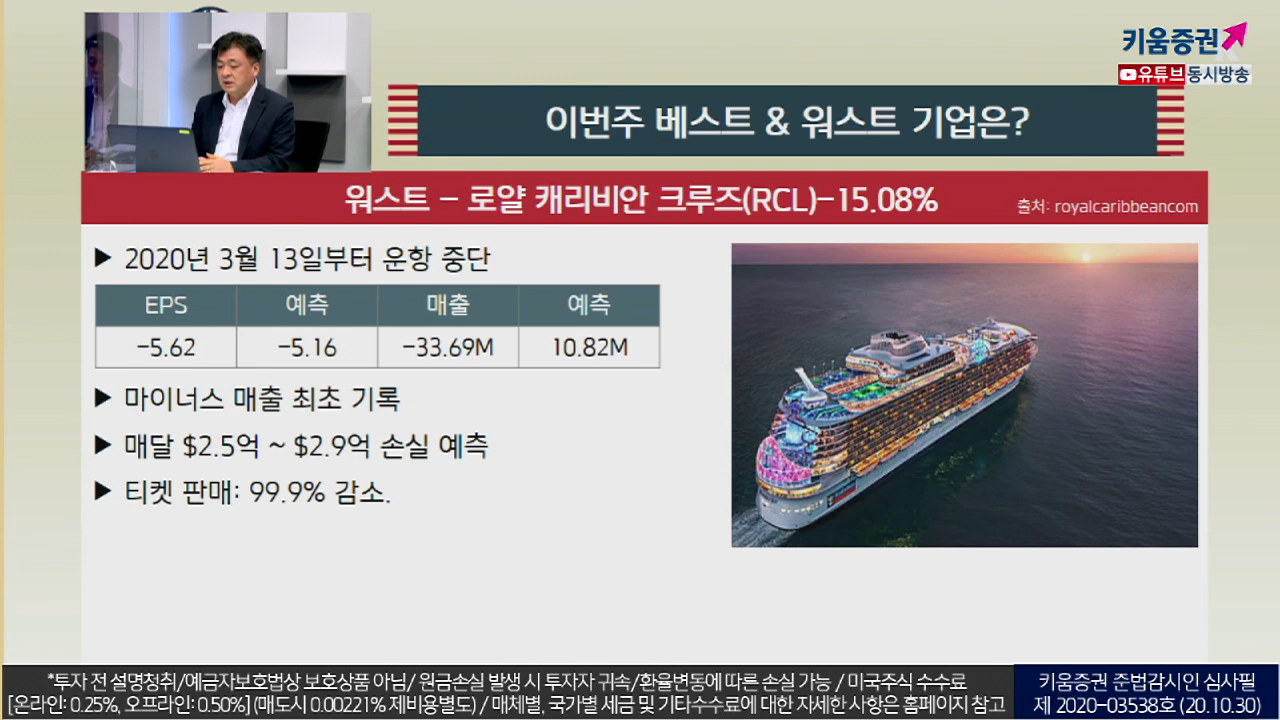 키움증권
유튜브 동시방송
이번주 베스트 & 워스트 기업은?
워스트 - 로얄 캐리비안 크루즈(RCL)-15.08%
출처: royalcaribbeancom
▶ 2020년 3월 13일부터 운항 중단
EPS 예측 매출 예측
-5.62 -5.16 -33.69M 10.82M
▶ 마이너스 매출 최초 기록
▶ 매달 $2.5억 ~ $2.9억 손실 예측
▶ 티켓 판매: 99.9% 감소.
*투자 전 설명청취/예금자보호법상 보호상품 아님/ 원금손실 발생 시 투자자 귀속/환율변동에 따른 손실 가능 / 미국주식 수수료
[온라인: 0.25%, 오프라인: 0.50%] (매도시 0.00221% 제비용별도) / 매체별, 국가별 세금 및 기타수수료에 대한 자세한 사항은 홈페이지 참고
키움증권 준법감시인 심사필
제 2020-03538호 (20.10.30)